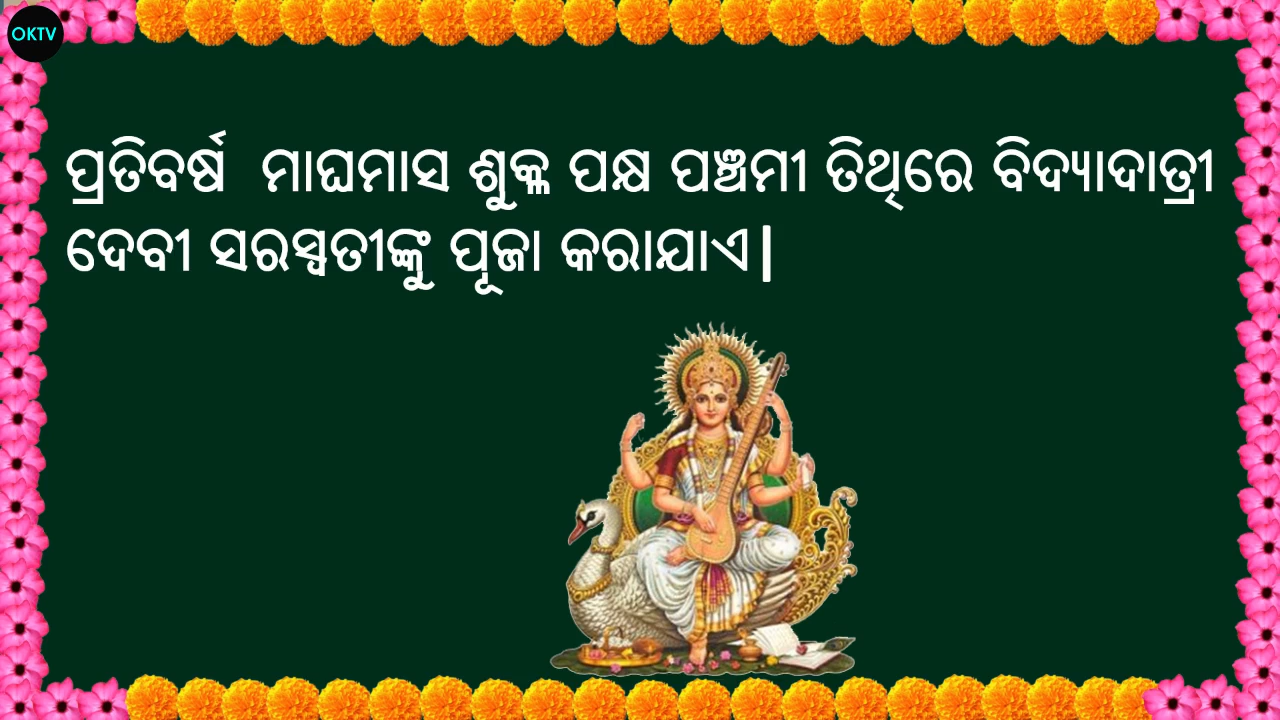 OKTV
ପ୍ରତିବର୍ଷ ମାଘମାସ ଶୁକ୍ଳ ପକ୍ଷ ପଞ୍ଚମୀ ତିଥିରେ ବିଦ୍ୟାଦାତ୍ରୀ
ଦେବୀ ସରସ୍ୱତୀଙ୍କୁ ପୂଜା କରାଯାଏ|